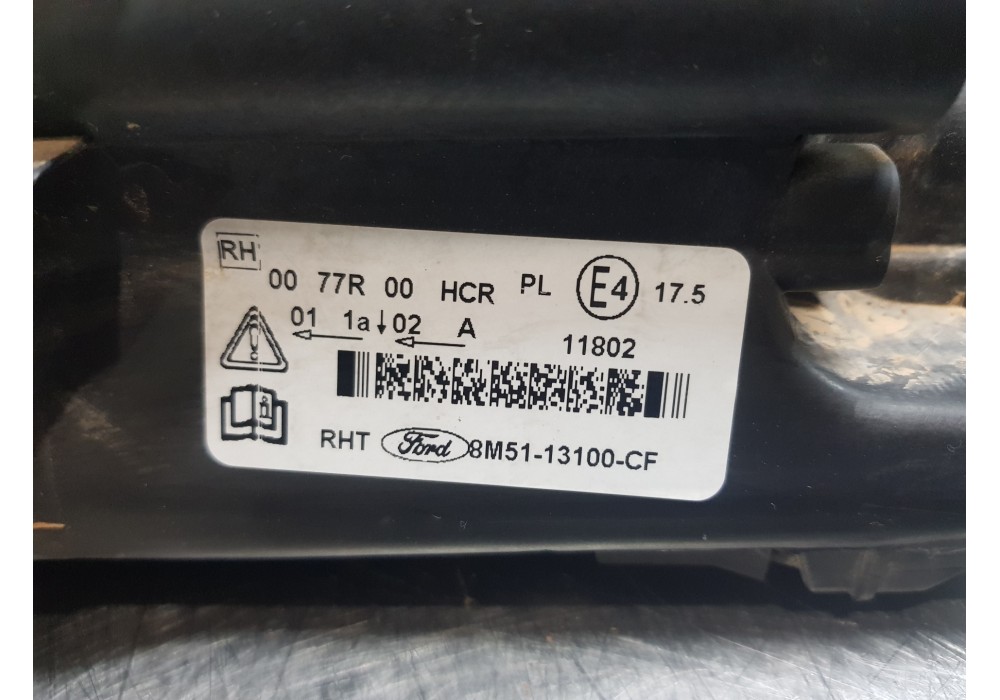 RH
00 77R 00 HCR PL E4 17.5
01 1a↓02 A
11802
RHT Ford 8M51-13100-CF